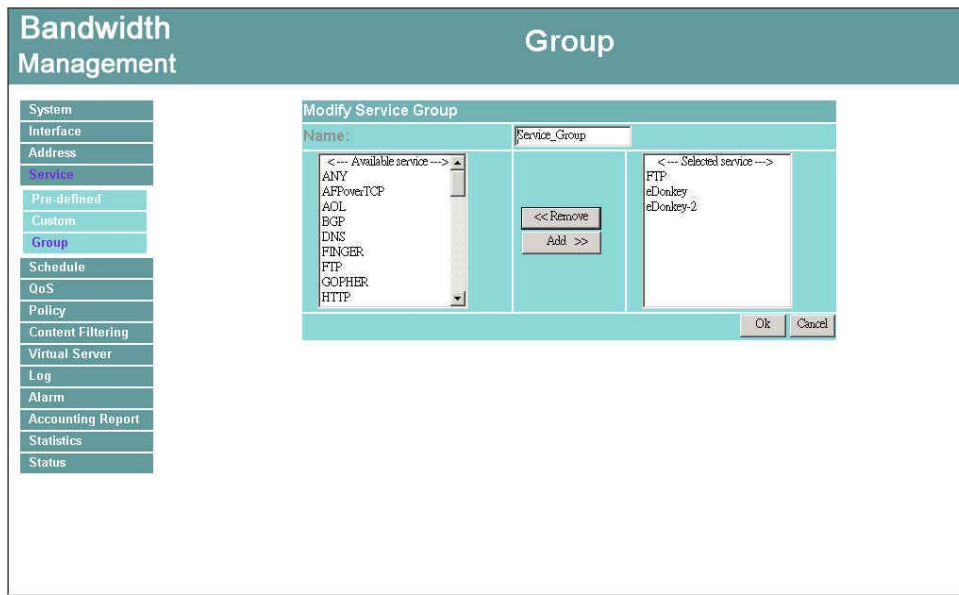 Bandwidth
Management
Group
System
Interface
Address
Service
Pre-defined
Custom
Group
Schedule
QoS
Policy
Content Filtering
Virtual Server
Log
Alarm
Accounting Report
Statistics
Status
Modify Service Group
Name:
Service_Group
<--- Available service --->
ANY
AFPoverTCP
AOL
BGP
DNS
FINGER
FTP
GOPHER
HTTP
<< Remove
Add >>
<--- Selected service --->
FTP
eDonkey
eDonkey-2
Ok
Cancel